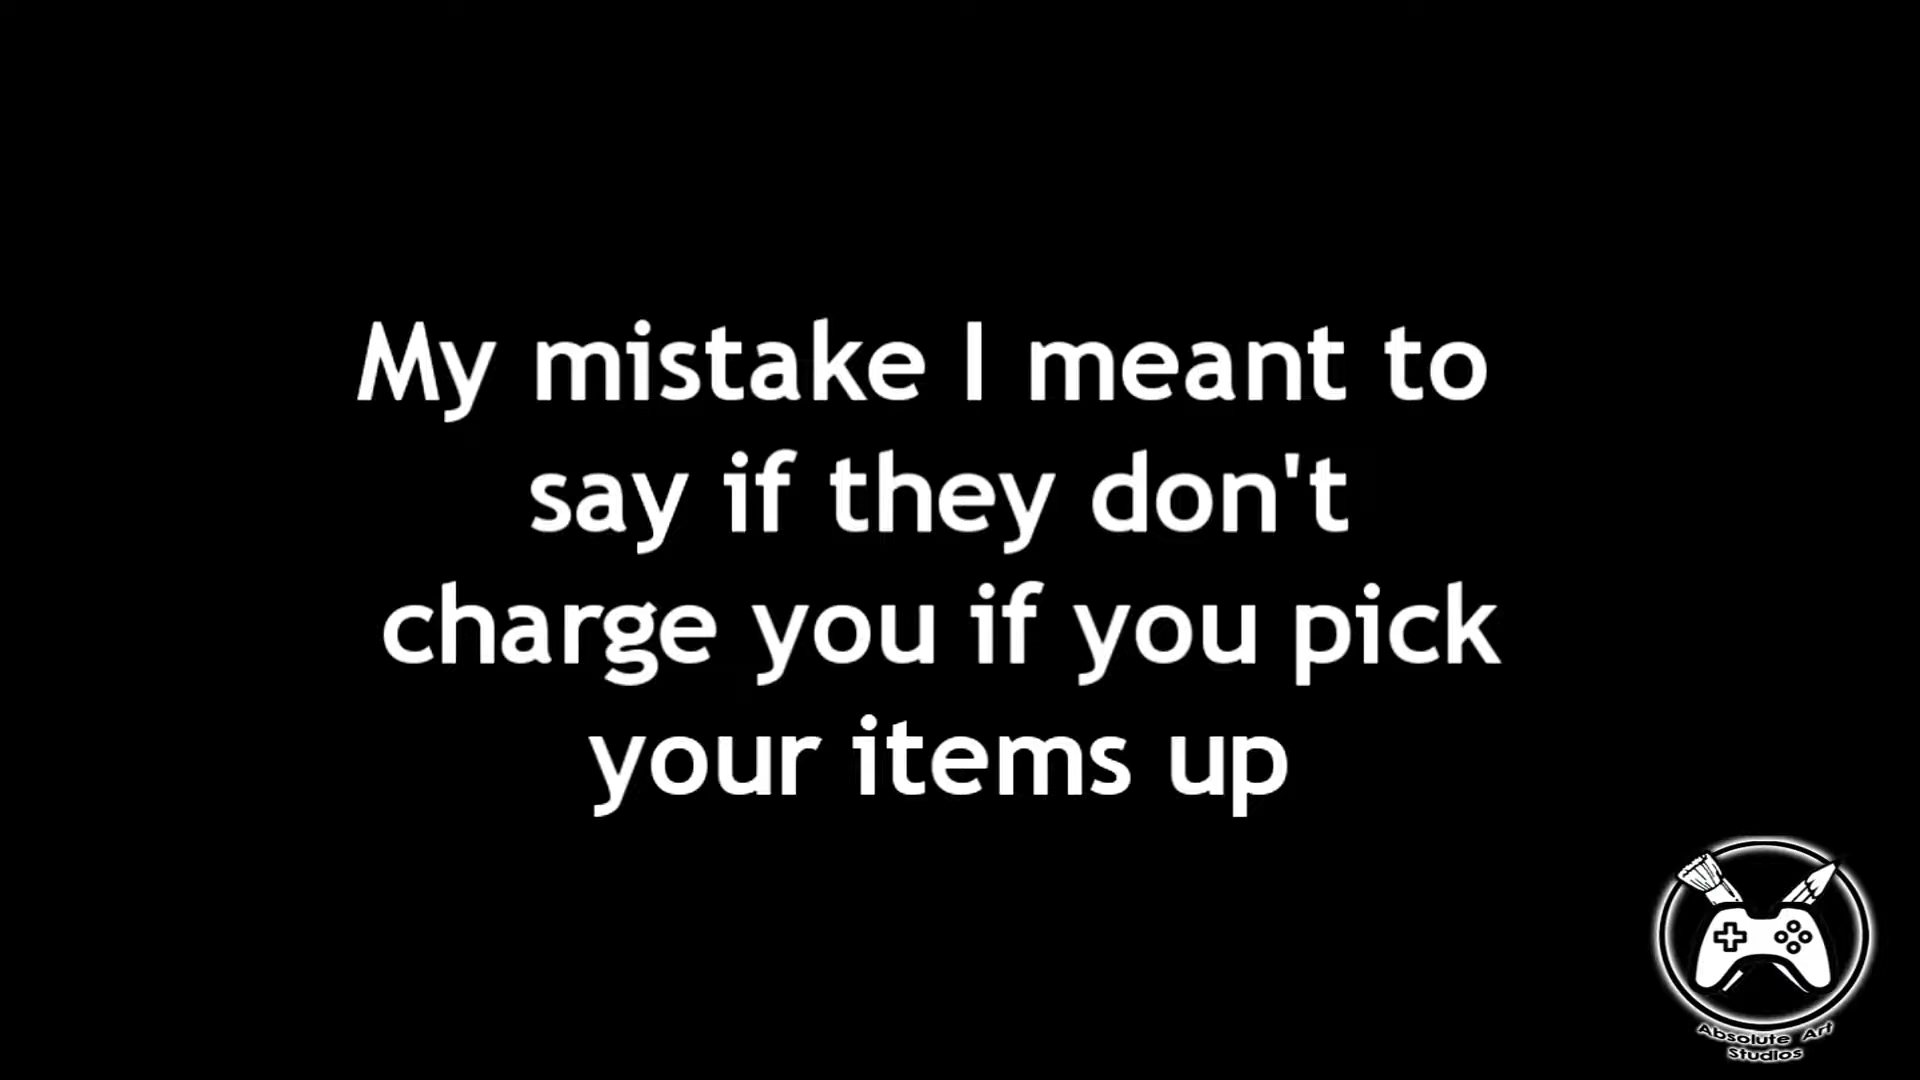 My mistake I meant to
say if they don't
charge you if you pick
your items up
Absolute Art
Studios